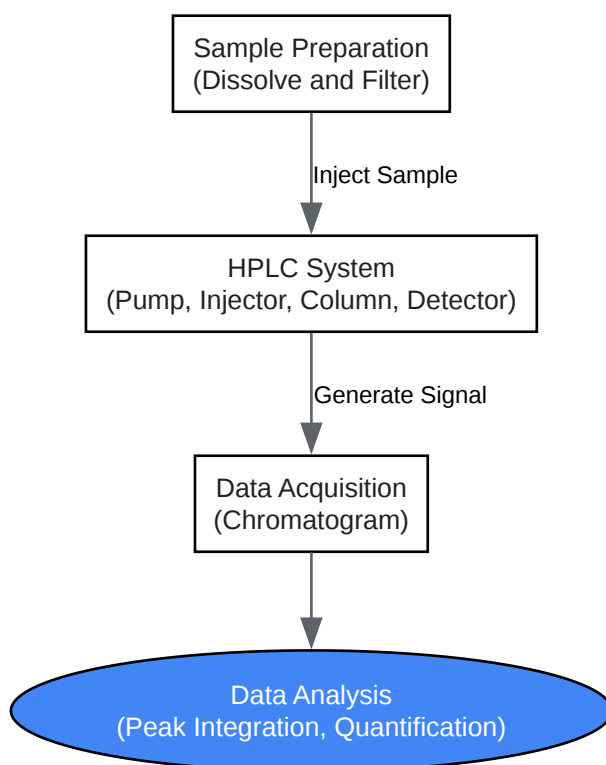 Sample Preparation
(Dissolve and Filter)
Inject Sample
HPLC System
(Pump, Injector, Column, Detector)
Generate Signal
Data Acquisition
(Chromatogram)
Data Analysis
(Peak Integration, Quantification)